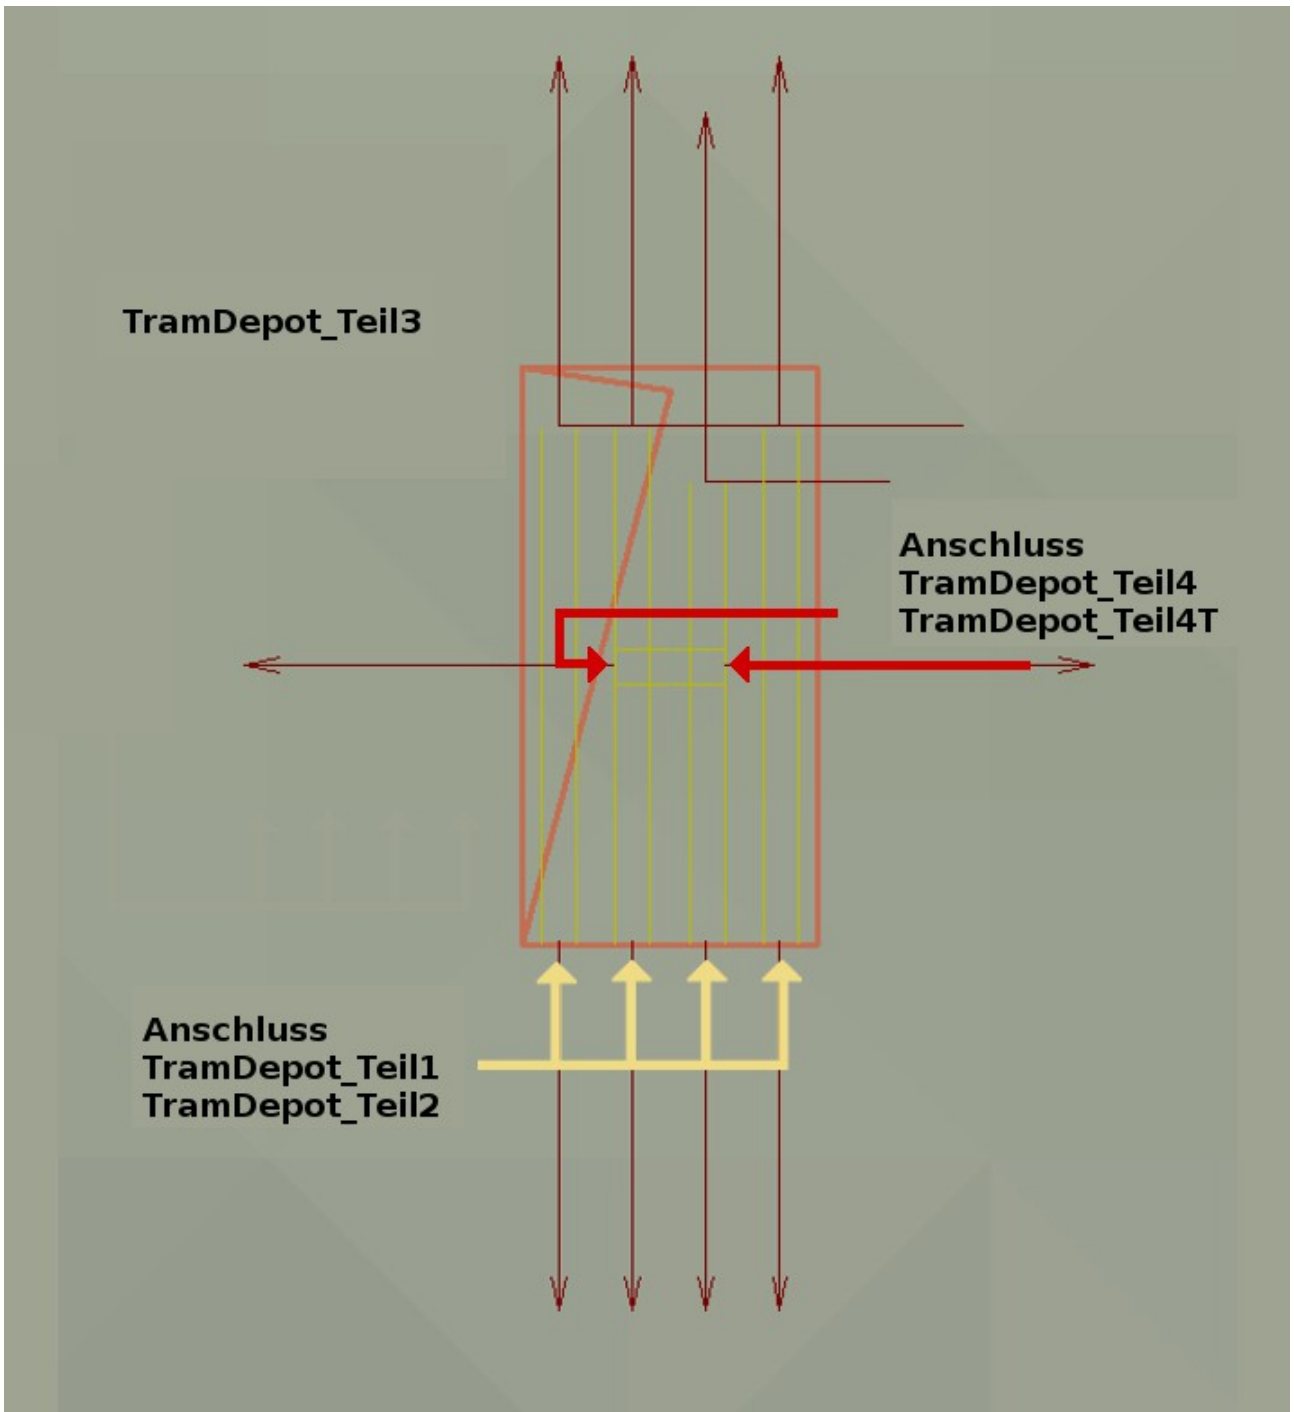 TramDepot_Teil3
Anschluss
TramDepot_Teil4
TramDepot_Teil4T
Anschluss
TramDepot_Teil1
TramDepot_Teil2